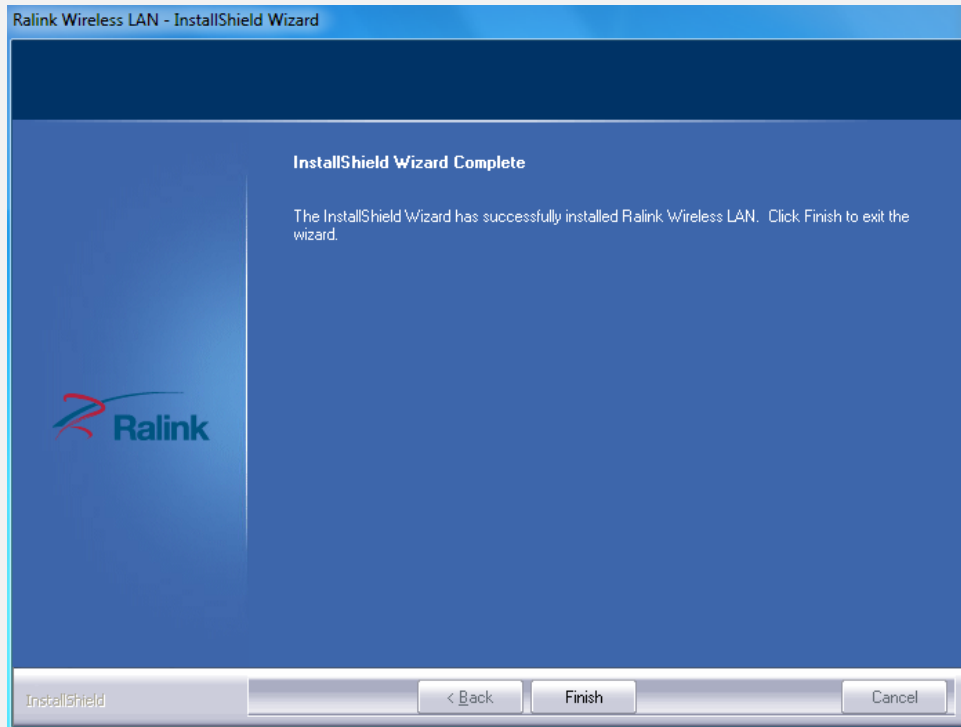 Ralink Wireless LAN - InstallShield Wizard
InstallShield Wizard Complete
The InstallShield Wizard has successfully installed Ralink Wireless LAN. Click Finish to exit the
wizard.
Ralink
InstallShield
< Back
Finish
Cancel